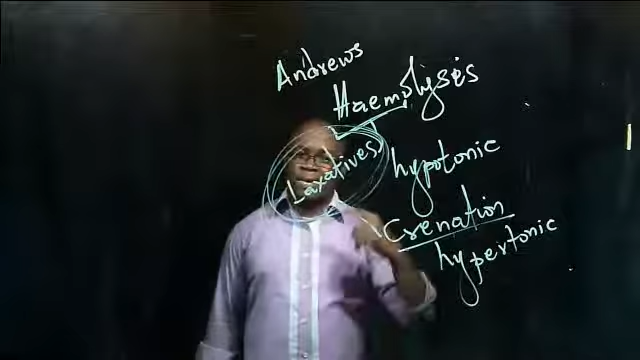 Andrews
Haemolysis
Laxatives
hypotonic
Crenation
hypertonic